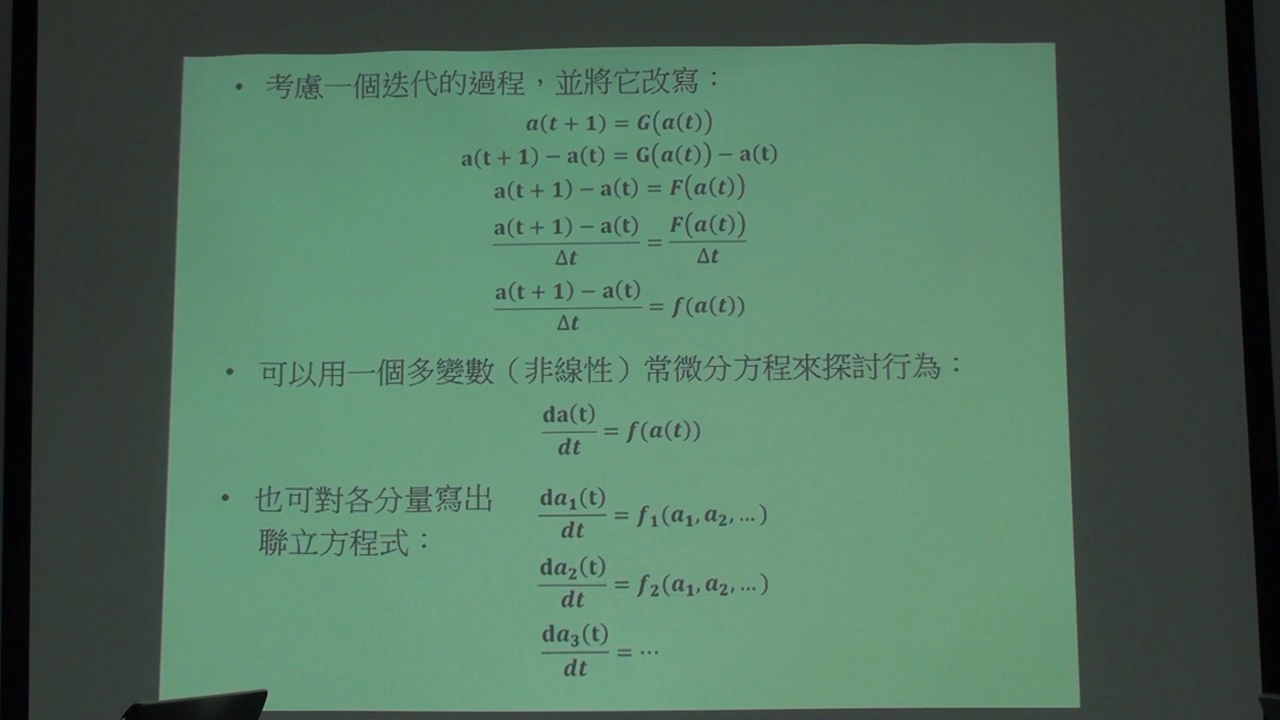 • 考慮一個迭代的過程，並將它改寫：
a(t + 1) = G(a(t))
a(t + 1) − a(t) = G(a(t)) − a(t)
a(t + 1) − a(t) = F(a(t))
a(t + 1) − a(t) / Δt = F(a(t)) / Δt
a(t + 1) − a(t) / Δt = f(a(t))
• 可以用一個多變數（非線性）常微分方程來探討行為：
da(t) / dt = f(a(t))
• 也可對各分量寫出
聯立方程式：
da₁(t) / dt = f₁(a₁, a₂, …)
da₂(t) / dt = f₂(a₁, a₂, …)
da₃(t) / dt = ⋯